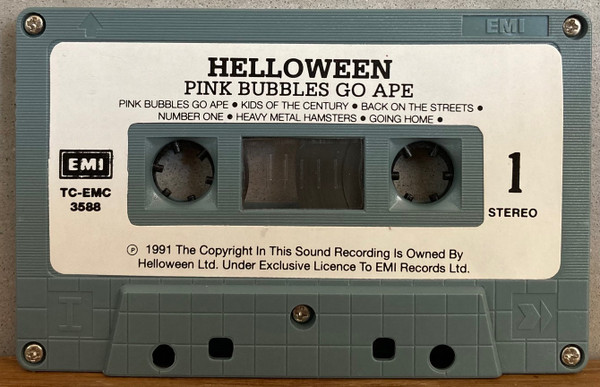 EMI
HELLOWEEN
PINK BUBBLES GO APE
PINK BUBBLES GO APE ● KIDS OF THE CENTURY ● BACK ON THE STREETS ●
NUMBER ONE ● HEAVY METAL HAMSTERS ● GOING HOME ●
EMI
TC-EMC
3588
1
STEREO
Ⓟ 1991 The Copyright In This Sound Recording Is Owned By
Helloween Ltd. Under Exclusive Licence To EMI Records Ltd.